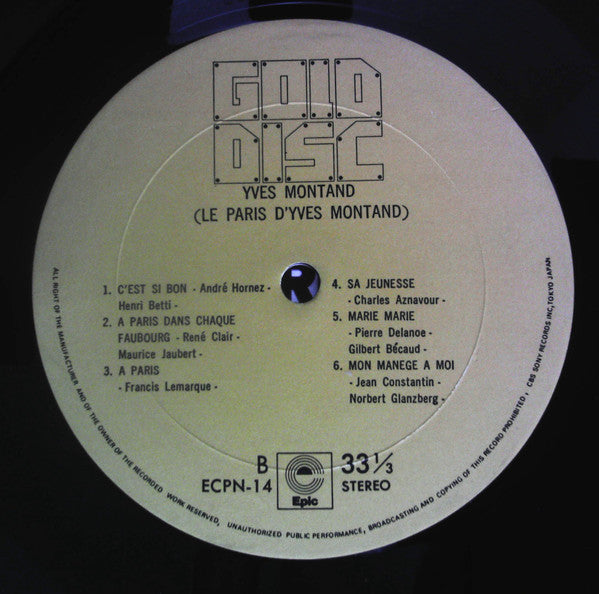 GOLD
DISC
YVES MONTAND
(LE PARIS D'YVES MONTAND)
1. C'EST SI BON - André Hornez -
Henri Betti -
2. A PARIS DANS CHAQUE
FAUBOURG - René Clair -
Maurice Jaubert -
3. A PARIS
- Francis Lemarque -
4. SA JEUNESSE
- Charles Aznavour -
5. MARIE MARIE
- Pierre Delanoe -
Gilbert Bécaud -
6. MON MANEGE A MOI
- Jean Constantin -
Norbert Glanzberg -
B
ECPN-14
Epic
33 1/3
STEREO
ALL RIGHT OF THE MANUFACTURER AND OF THE OWNER OF THE RECORDED WORK RESERVED, UNAUTHORIZED PUBLIC PERFORMANCE, BROADCASTING AND COPYING OF THIS RECORD PROHIBITED, CBS SONY RECORDS INC, TOKYO JAPAN
R